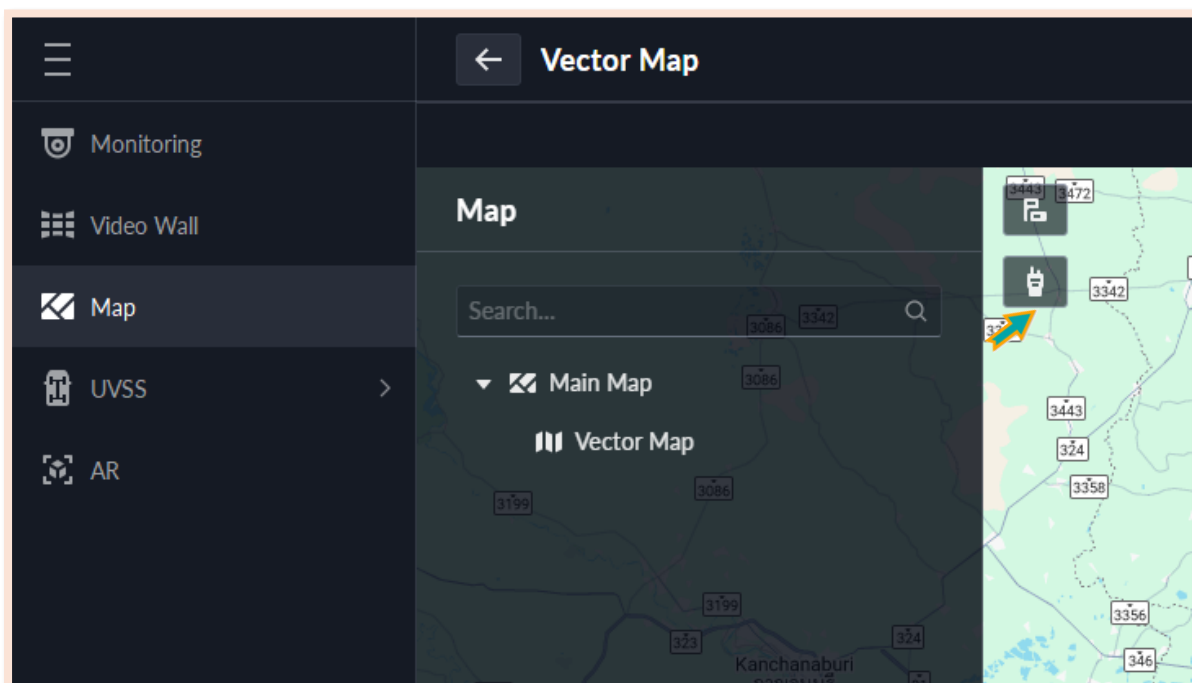 Vector Map
Monitoring
Video Wall
Map
UVSS
AR
Map
Search...
Main Map
Vector Map
3443
3472
3342
3086
3342
3086
3443
324
3086
3358
3199
3199
3356
323
324
346
Kanchanaburi